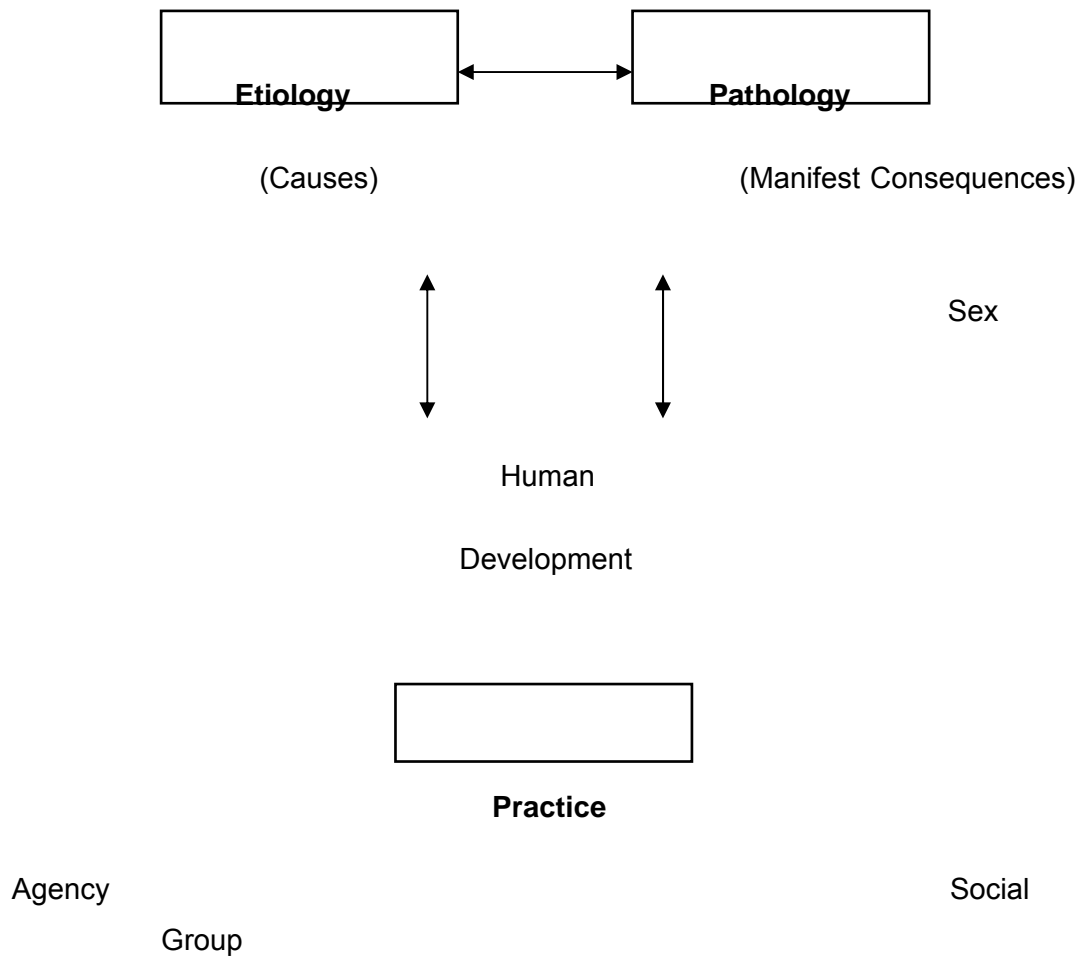 Etiology Pathology
(Causes) (Manifest Consequences)
Sex
Human
Development
Practice
Agency Social
Group